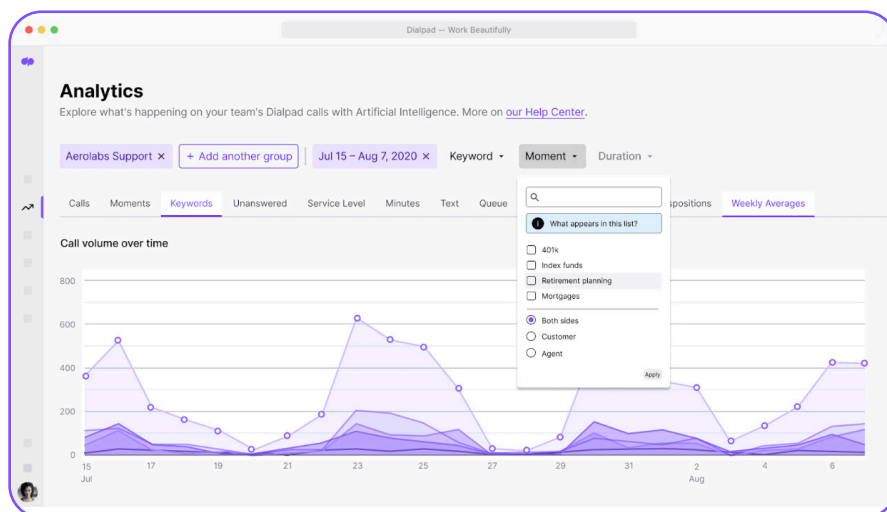 Dialpad — Work Beautifully
Analytics
Explore what's happening on your team's Dialpad calls with Artificial Intelligence. More on our Help Center.
Aerolabs Support × + Add another group Jul 15 – Aug 7, 2020 × Keyword Moment Duration
Calls Moments Keywords Unanswered Service Level Minutes Text Queue spositions Weekly Averages
What appears in this list?
401k
Index funds
Retirement planning
Mortgages
Both sides
Customer
Agent
Apply
Call volume over time
800
600
400
200
0
15 17 19 21 23 25 27 29 31 2 4 6
Jul Aug